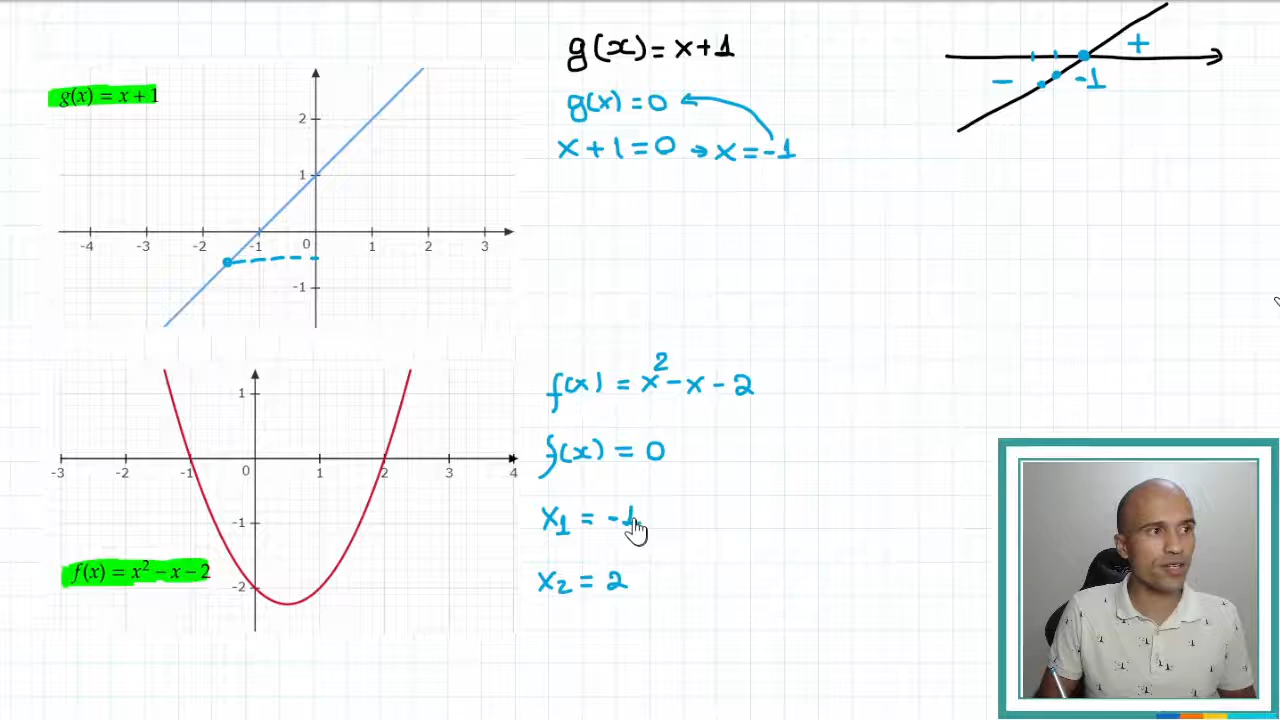 g(x) = x + 1
2
1
-4 -3 -2 -1 0 1 2 3
-1
g(x) = x+1
g(x) = 0
x + 1 = 0 → x = -1
+
- -1
1
-3 -2 -1 0 1 2 3 4
-1
-2
f(x) = x² - x - 2
f(x) = x² - x - 2
f(x) = 0
x₁ = -1
x₂ = 2